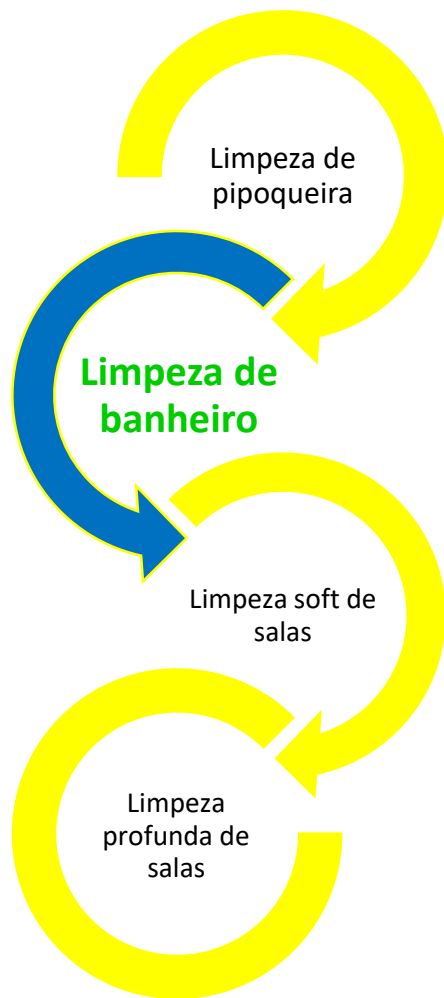 Limpeza de
pipoqueira
Limpeza de
banheiro
Limpeza soft de
salas
Limpeza
profunda de
salas